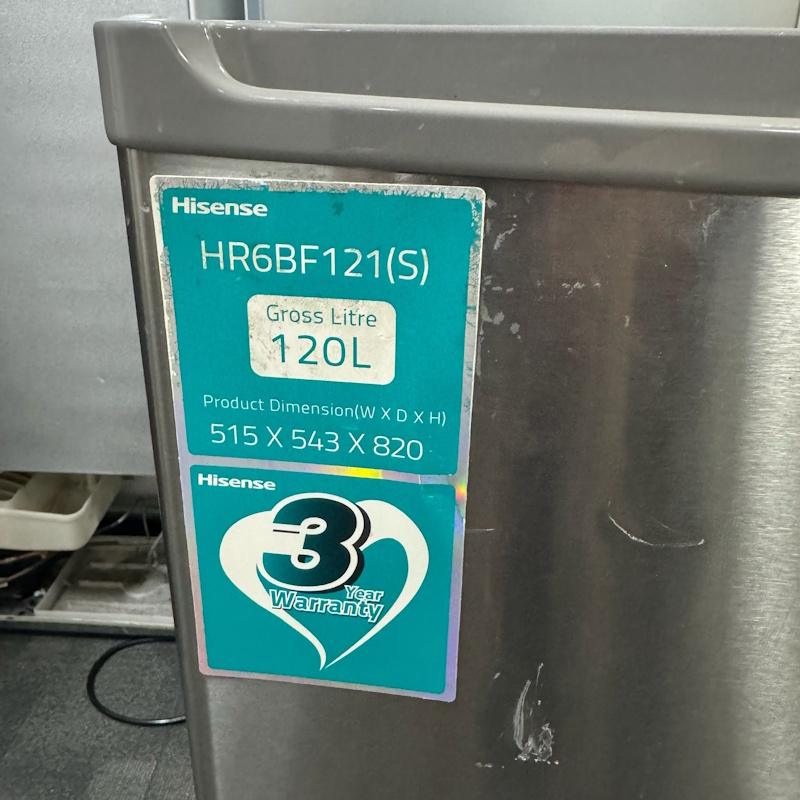 Hisense
HR6BF121(S)
Gross Litre
120L
Product Dimension(W X D X H)
515 X 543 X 820
Hisense
3
Year
Warranty